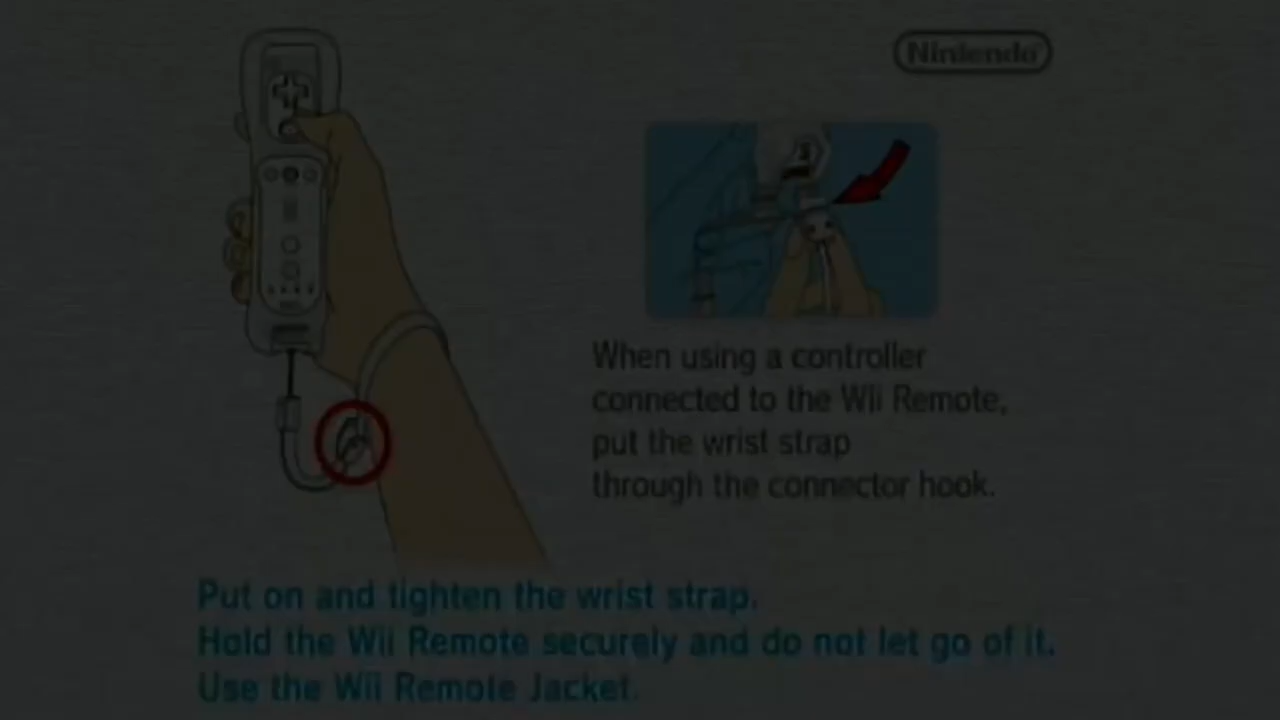 Nintendo
When using a controller
connected to the Wii Remote,
put the wrist strap
through the connector hook.
Put on and tighten the wrist strap.
Hold the Wii Remote securely and do not let go of it.
Use the Wii Remote Jacket.